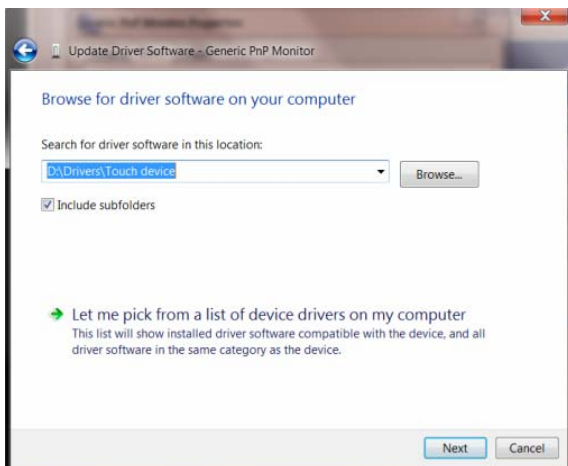 Update Driver Software - Generic PnP Monitor
Browse for driver software on your computer
Search for driver software in this location:
D:\Drivers\Touch device
Browse...
Include subfolders
Let me pick from a list of device drivers on my computer
This list will show installed driver software compatible with the device, and all
driver software in the same category as the device.
Next
Cancel